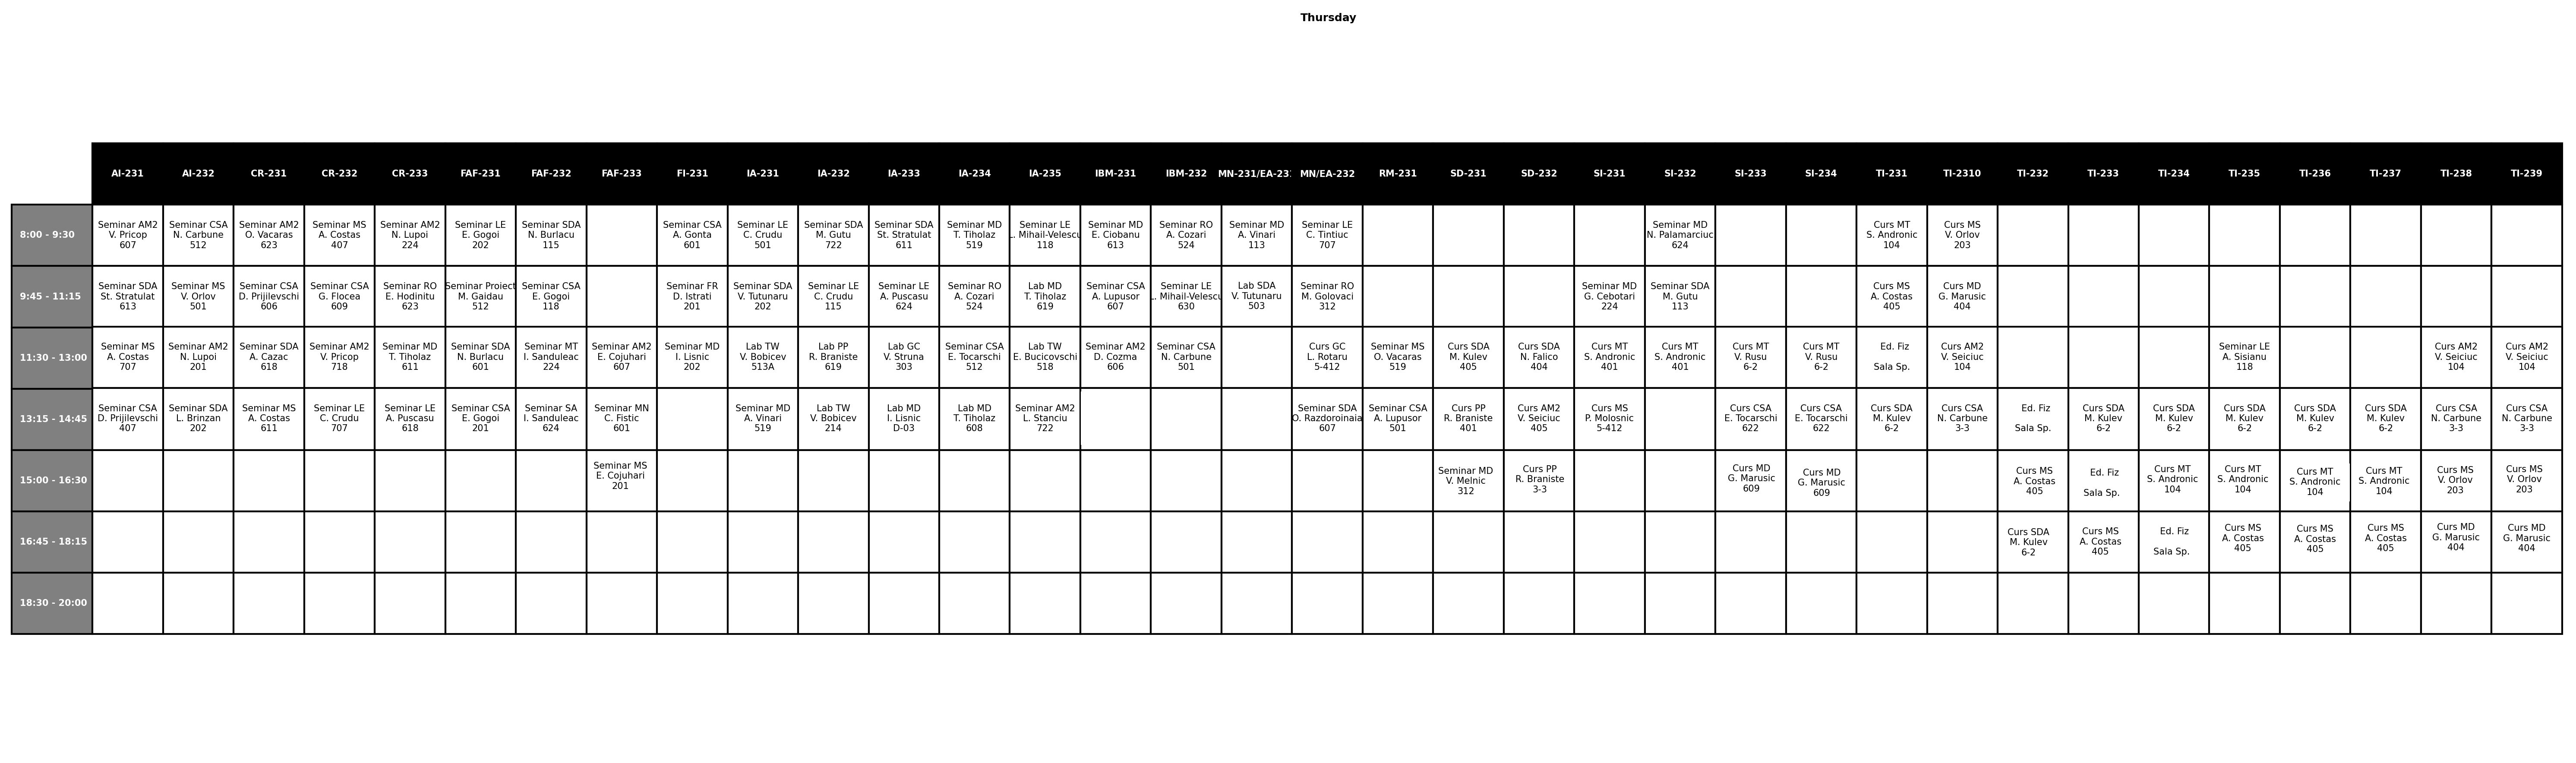 Thursday
AI-231
AI-232
CR-231
CR-232
CR-233
FAF-231
FAF-232
FAF-233
FI-231
IA-231
IA-232
IA-233
IA-234
IA-235
IBM-231
IBM-232
MN-231/EA-231
MN/EA-232
RM-231
SD-231
SD-232
SI-231
SI-232
SI-233
SI-234
TI-231
TI-2310
TI-232
TI-233
TI-234
TI-235
TI-236
TI-237
TI-238
TI-239
8:00 - 9:30
Seminar AM2
V. Pricop
607
Seminar CSA
N. Carbune
512
Seminar AM2
O. Vacaras
623
Seminar MS
A. Costas
407
Seminar AM2
N. Lupoi
224
Seminar LE
E. Gogoi
202
Seminar SDA
N. Burlacu
115
Seminar CSA
A. Gonta
601
Seminar LE
C. Crudu
501
Seminar SDA
M. Gutu
722
Seminar SDA
St. Stratulat
611
Seminar MD
T. Tiholaz
519
Seminar LE
L. Mihail-Velescu
118
Seminar MD
E. Ciobanu
613
Seminar RO
A. Cozari
524
Seminar MD
A. Vinari
113
Seminar LE
C. Tintiuc
707
Seminar MD
N. Palamarciuc
624
Curs MT
S. Andronic
104
Curs MS
V. Orlov
203
9:45 - 11:15
Seminar SDA
St. Stratulat
613
Seminar MS
V. Orlov
501
Seminar CSA
D. Prijilevschi
606
Seminar CSA
G. Flocea
609
Seminar RO
E. Hodinitu
623
Seminar Proiect
M. Gaidau
512
Seminar CSA
E. Gogoi
118
Seminar FR
D. Istrati
201
Seminar SDA
V. Tutunaru
202
Seminar LE
C. Crudu
115
Seminar LE
A. Puscasu
624
Seminar RO
A. Cozari
524
Lab MD
T. Tiholaz
619
Seminar CSA
A. Lupusor
607
Seminar LE
L. Mihail-Velescu
630
Lab SDA
V. Tutunaru
503
Seminar RO
M. Golovaci
312
Seminar MD
G. Cebotari
224
Seminar SDA
M. Gutu
113
Curs MS
A. Costas
405
Curs MD
G. Marusic
404
11:30 - 13:00
Seminar MS
A. Costas
707
Seminar AM2
N. Lupoi
201
Seminar SDA
A. Cazac
618
Seminar AM2
V. Pricop
718
Seminar MD
T. Tiholaz
611
Seminar SDA
N. Burlacu
601
Seminar MT
I. Sanduleac
224
Seminar AM2
E. Cojuhari
607
Seminar MD
I. Lisnic
202
Lab TW
V. Bobicev
513A
Lab PP
R. Braniste
619
Lab GC
V. Struna
303
Seminar CSA
E. Tocarschi
512
Lab TW
E. Bucicovschi
518
Seminar AM2
D. Cozma
606
Seminar CSA
N. Carbune
501
Curs GC
L. Rotaru
5-412
Seminar MS
O. Vacaras
519
Curs SDA
M. Kulev
405
Curs SDA
N. Falico
404
Curs MT
S. Andronic
401
Curs MT
S. Andronic
401
Curs MT
V. Rusu
6-2
Curs MT
V. Rusu
6-2
Ed. Fiz
Sala Sp.
Curs AM2
V. Seiciuc
104
Seminar LE
A. Sisianu
118
Curs AM2
V. Seiciuc
104
Curs AM2
V. Seiciuc
104
13:15 - 14:45
Seminar CSA
D. Prijilevschi
407
Seminar SDA
L. Brinzan
202
Seminar MS
A. Costas
611
Seminar LE
C. Crudu
707
Seminar LE
A. Puscasu
618
Seminar CSA
E. Gogoi
201
Seminar SA
I. Sanduleac
624
Seminar MN
C. Fistic
601
Seminar MD
A. Vinari
519
Lab TW
V. Bobicev
214
Lab MD
I. Lisnic
D-03
Lab MD
T. Tiholaz
608
Seminar AM2
L. Stanciu
722
Seminar SDA
O. Razdoroinaia
607
Seminar CSA
A. Lupusor
501
Curs PP
R. Braniste
401
Curs AM2
V. Seiciuc
405
Curs MS
P. Molosnic
5-412
Curs CSA
E. Tocarschi
622
Curs CSA
E. Tocarschi
622
Curs SDA
M. Kulev
6-2
Curs CSA
N. Carbune
3-3
Ed. Fiz
Sala Sp.
Curs SDA
M. Kulev
6-2
Curs SDA
M. Kulev
6-2
Curs SDA
M. Kulev
6-2
Curs SDA
M. Kulev
6-2
Curs SDA
M. Kulev
6-2
Curs CSA
N. Carbune
3-3
Curs CSA
N. Carbune
3-3
15:00 - 16:30
Seminar MS
E. Cojuhari
201
Seminar MD
V. Melnic
312
Curs PP
R. Braniste
3-3
Curs MD
G. Marusic
609
Curs MD
G. Marusic
609
Curs MS
A. Costas
405
Ed. Fiz
Sala Sp.
Curs MT
S. Andronic
104
Curs MT
S. Andronic
104
Curs MT
S. Andronic
104
Curs MT
S. Andronic
104
Curs MS
V. Orlov
203
Curs MS
V. Orlov
203
16:45 - 18:15
Curs SDA
M. Kulev
6-2
Curs MS
A. Costas
405
Ed. Fiz
Sala Sp.
Curs MS
A. Costas
405
Curs MS
A. Costas
405
Curs MS
A. Costas
405
Curs MD
G. Marusic
404
Curs MD
G. Marusic
404
18:30 - 20:00